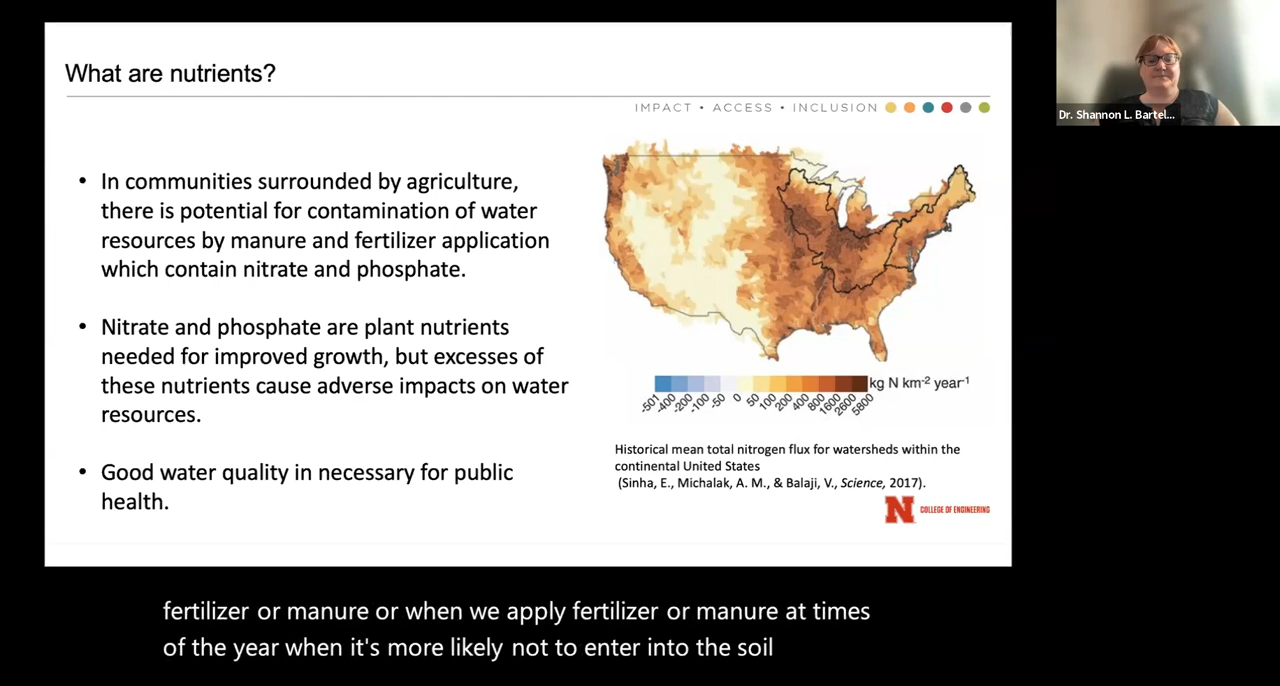 What are nutrients?
IMPACT • ACCESS • INCLUSION
• In communities surrounded by agriculture,
there is potential for contamination of water
resources by manure and fertilizer application
which contain nitrate and phosphate.
• Nitrate and phosphate are plant nutrients
needed for improved growth, but excesses of
these nutrients cause adverse impacts on water
resources.
• Good water quality in necessary for public
health.
-501 -400 -200 -100 -50 0 50 100 200 400 800 1600 2600 5800
kg N km-2 year-1
Historical mean total nitrogen flux for watersheds within the
continental United States
(Sinha, E., Michalak, A. M., & Balaji, V., Science, 2017).
N COLLEGE OF ENGINEERING
Dr. Shannon L. Bartel...
fertilizer or manure or when we apply fertilizer or manure at times
of the year when it's more likely not to enter into the soil